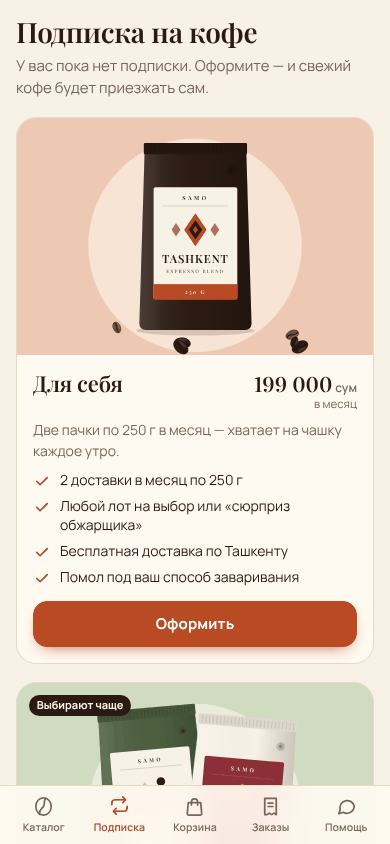 Подписка на кофе
У вас пока нет подписки. Оформите — и свежий
кофе будет приезжать сам.
SAMO
TASHKENT
ESPRESSO BLEND
250 G
Для себя
199 000 сум
в месяц
Две пачки по 250 г в месяц — хватает на чашку
каждое утро.
2 доставки в месяц по 250 г
Любой лот на выбор или «сюрприз
обжарщика»
Бесплатная доставка по Ташкенту
Помол под ваш способ заваривания
Оформить
Выбирают чаще
SAMO
SAMO
Каталог
Подписка
Корзина
Заказы
Помощь